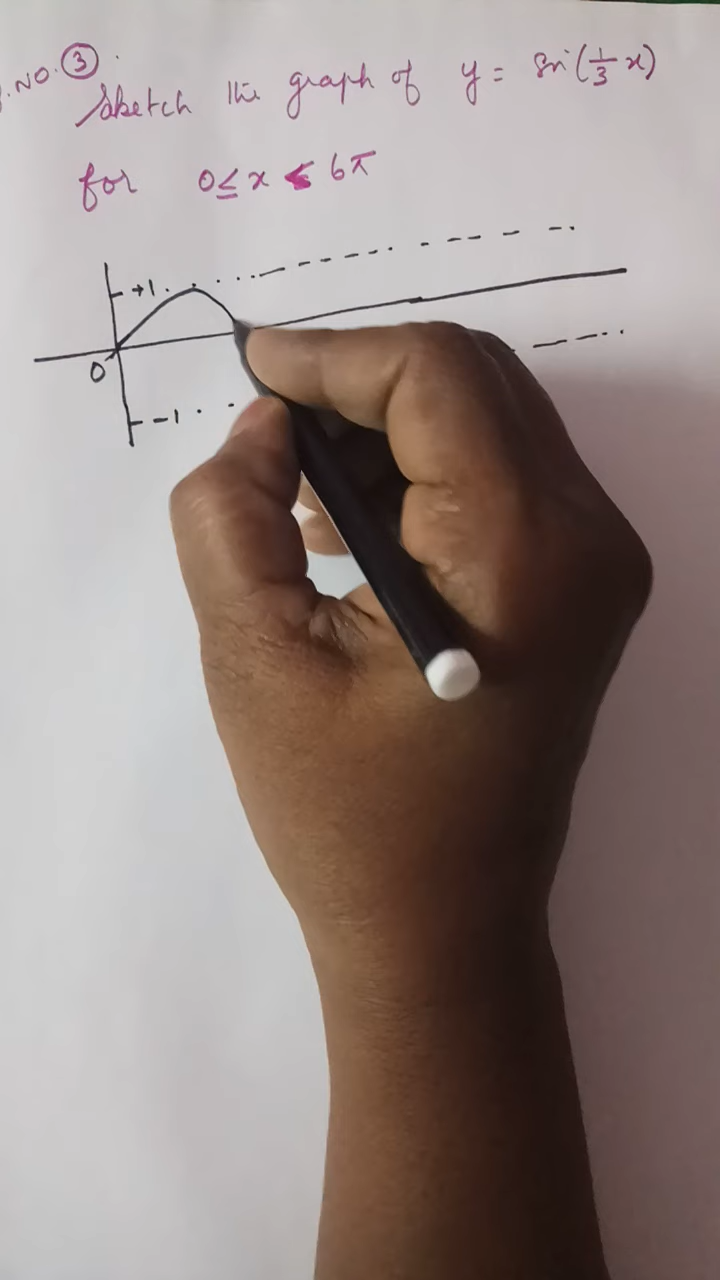 .NO. ③.
Sketch the graph of y = sin(1/3 x)
for 0 ≤ x ≤ 6π
+1
0
-1